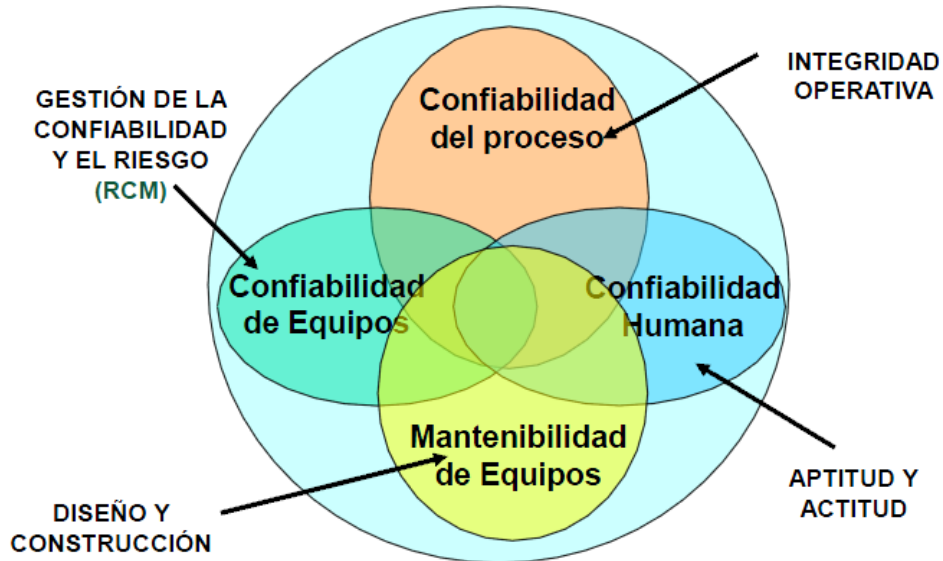 INTEGRIDAD
OPERATIVA
GESTIÓN DE LA
CONFIABILIDAD
Y EL RIESGO
(RCM)
Confiabilidad
del proceso
Confiabilidad
de Equipos
Confiabilidad
Humana
Mantenibilidad
de Equipos
APTITUD Y
ACTITUD
DISEÑO Y
CONSTRUCCIÓN